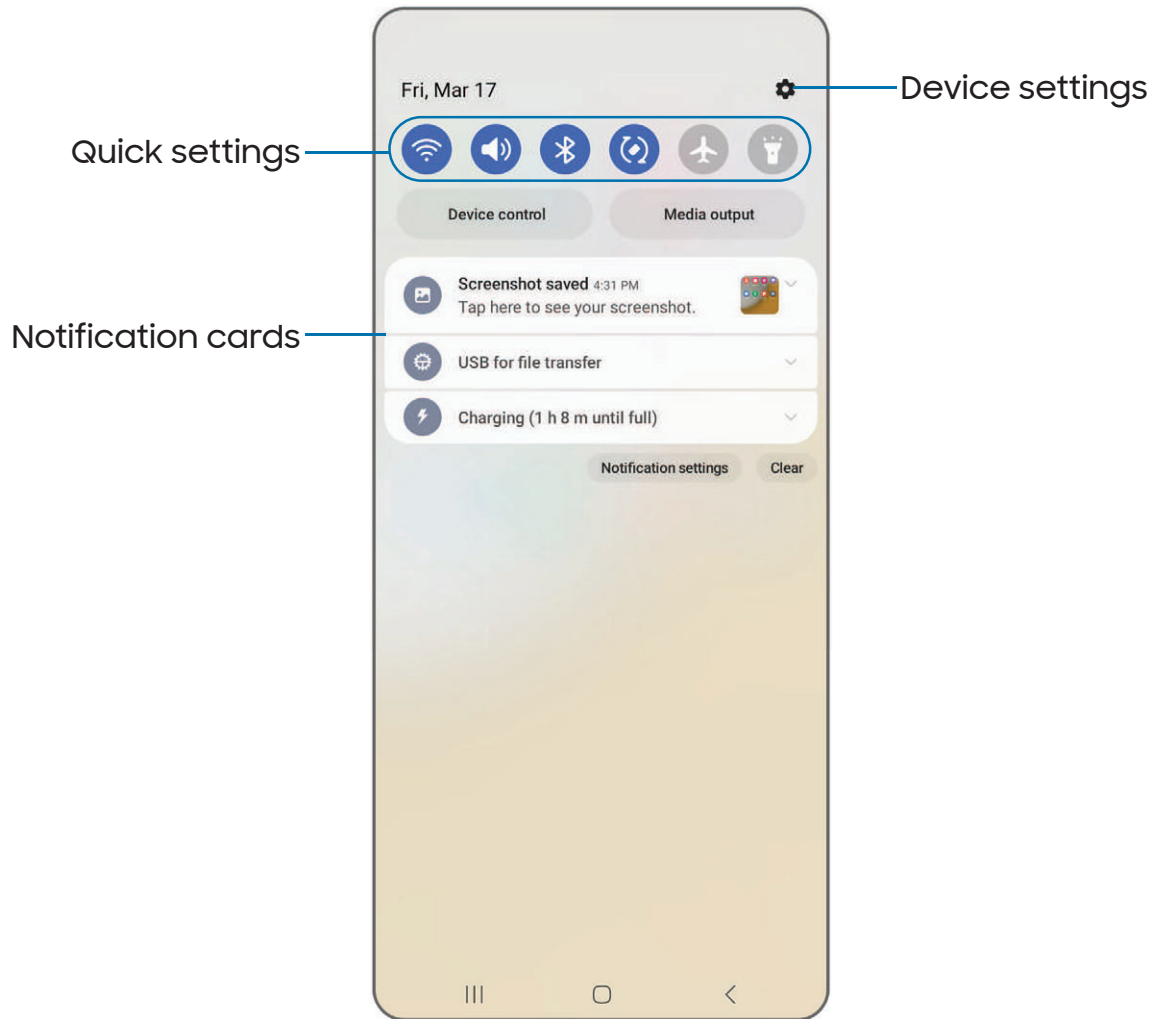 Fri, Mar 17
Device settings
Quick settings
Device control
Media output
Screenshot saved 4:31 PM
Tap here to see your screenshot.
Notification cards
USB for file transfer
Charging (1 h 8 m until full)
Notification settings
Clear